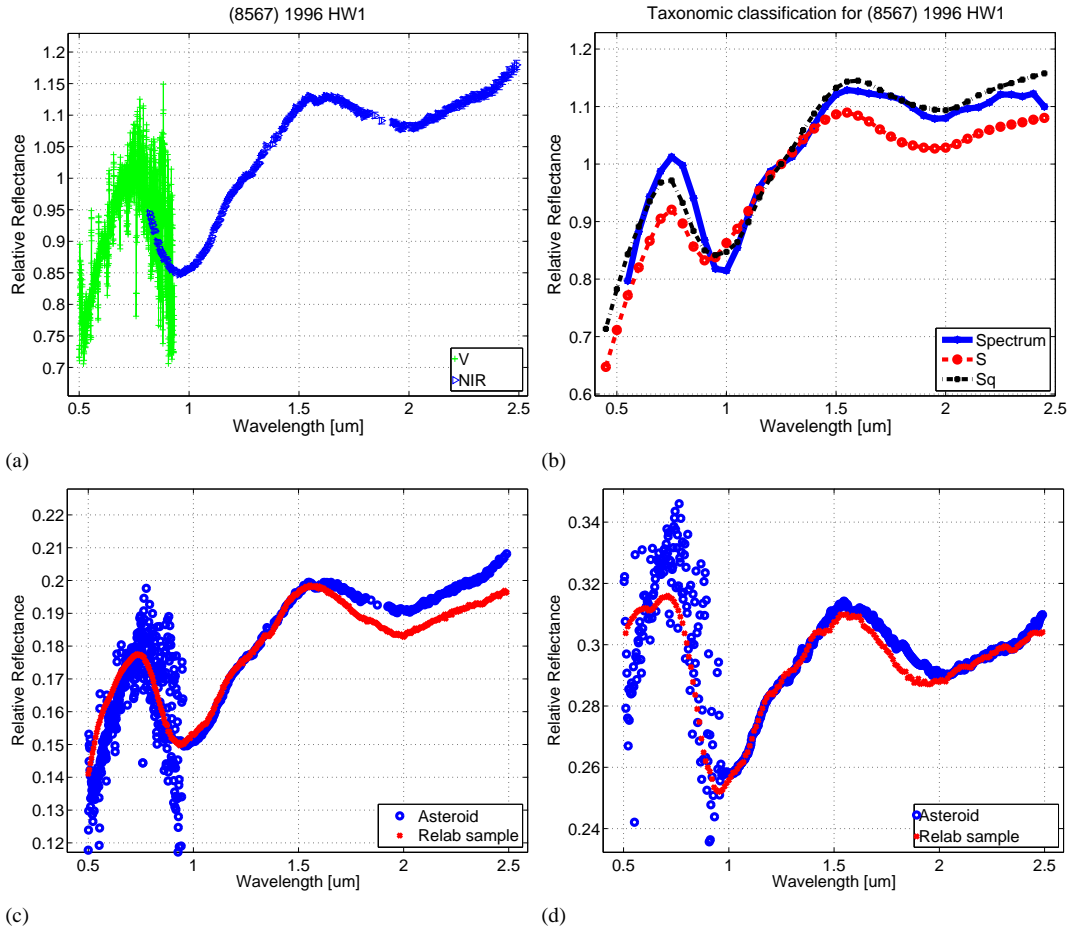 (8567) 1996 HW1
1.2
1.15
1.1
1.05
1
0.95
0.9
0.85
0.8
0.75
0.7
Relative Reflectance
V
NIR
0.5 1 1.5 2 2.5
Wavelength [um]
(a)
Taxonomic classification for (8567) 1996 HW1
1.2
1.1
1
0.9
0.8
0.7
0.6
Relative Reflectance
Spectrum
S
Sq
0.5 1 1.5 2 2.5
Wavelength [um]
(b)
0.22
0.21
0.2
0.19
0.18
0.17
0.16
0.15
0.14
0.13
0.12
Relative Reflectance
Asteroid
Relab sample
0.5 1 1.5 2 2.5
Wavelength [um]
(c)
0.34
0.32
0.3
0.28
0.26
0.24
Relative Reflectance
Asteroid
Relab sample
0.5 1 1.5 2 2.5
Wavelength [um]
(d)